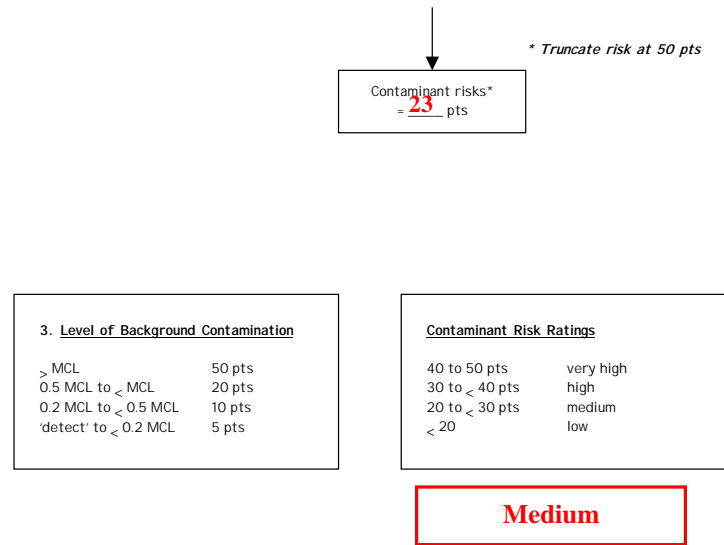 * Truncate risk at 50 pts
Contaminant risks*
= 23 pts
3. Level of Background Contamination
> MCL 50 pts
0.5 MCL to < MCL 20 pts
0.2 MCL to < 0.5 MCL 10 pts
'detect' to < 0.2 MCL 5 pts
Contaminant Risk Ratings
40 to 50 pts very high
30 to < 40 pts high
20 to < 30 pts medium
< 20 low
Medium